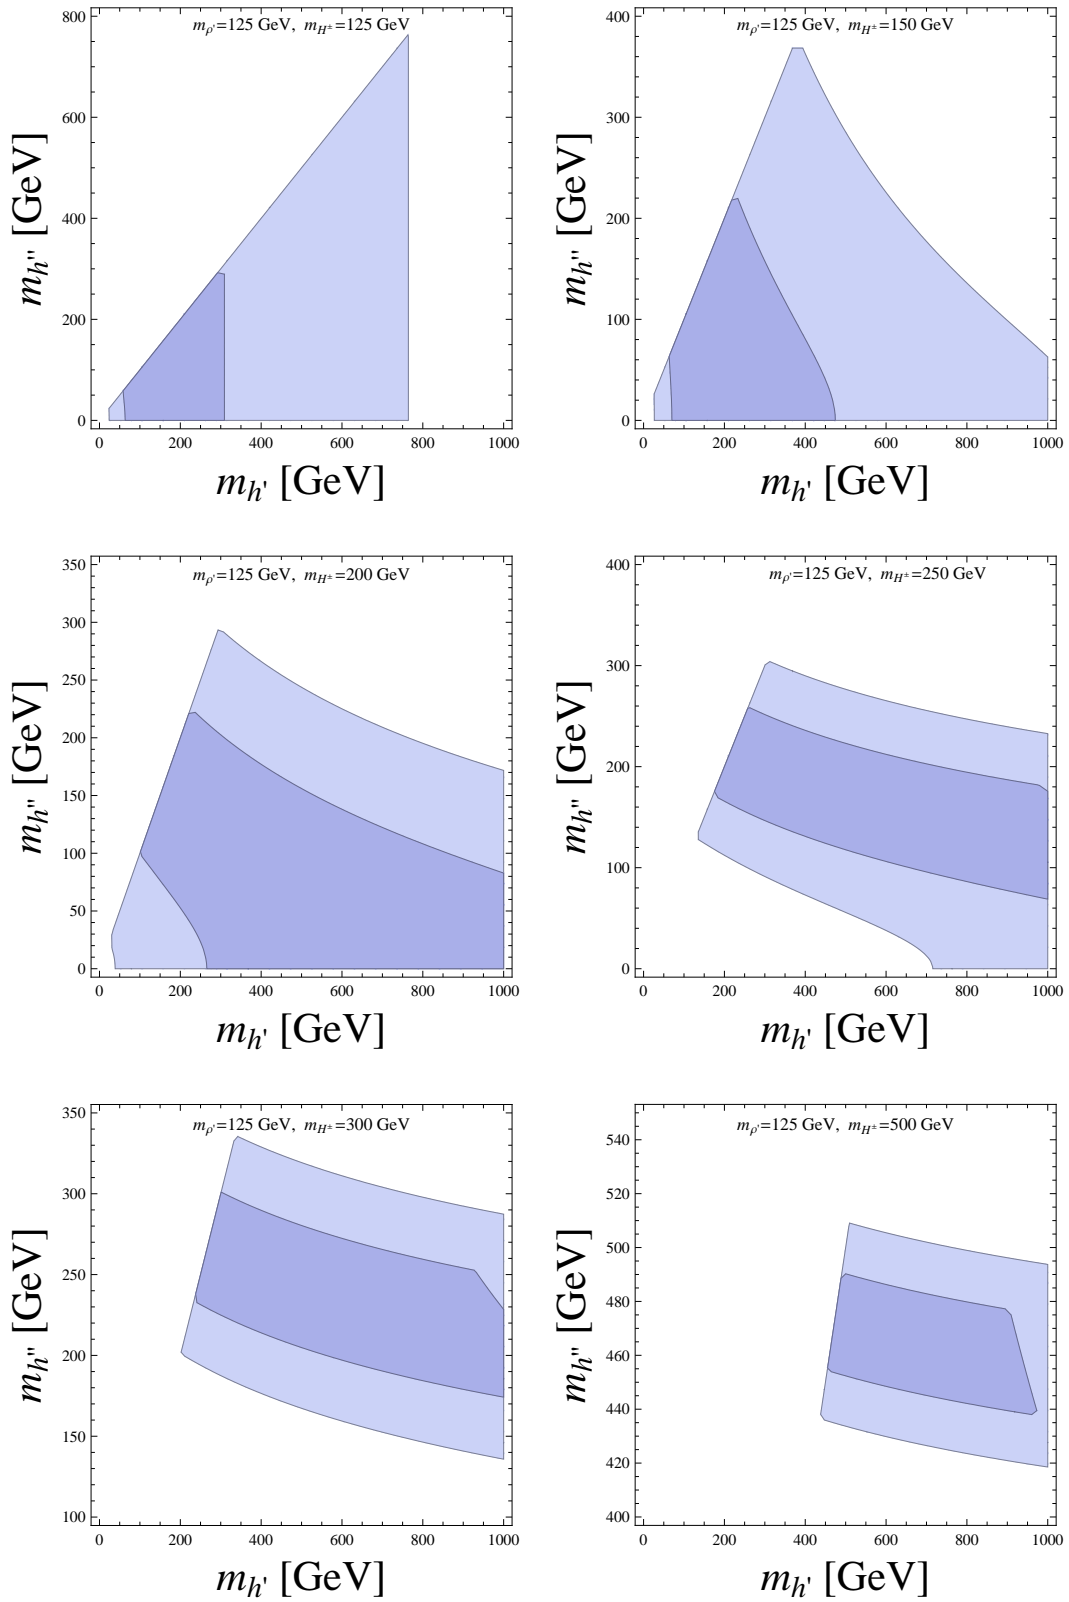 m_ρ'=125 GeV, m_H±=125 GeV
800
600
400
200
0
0 200 400 600 800 1000
m_h'' [GeV]
m_h' [GeV]
m_ρ'=125 GeV, m_H±=150 GeV
400
300
200
100
0
0 200 400 600 800 1000
m_h'' [GeV]
m_h' [GeV]
m_ρ'=125 GeV, m_H±=200 GeV
350
300
250
200
150
100
50
0
0 200 400 600 800 1000
m_h'' [GeV]
m_h' [GeV]
m_ρ'=125 GeV, m_H±=250 GeV
400
300
200
100
0
0 200 400 600 800 1000
m_h'' [GeV]
m_h' [GeV]
m_ρ'=125 GeV, m_H±=300 GeV
350
300
250
200
150
100
0 200 400 600 800 1000
m_h'' [GeV]
m_h' [GeV]
m_ρ'=125 GeV, m_H±=500 GeV
540
520
500
480
460
440
420
400
0 200 400 600 800 1000
m_h'' [GeV]
m_h' [GeV]